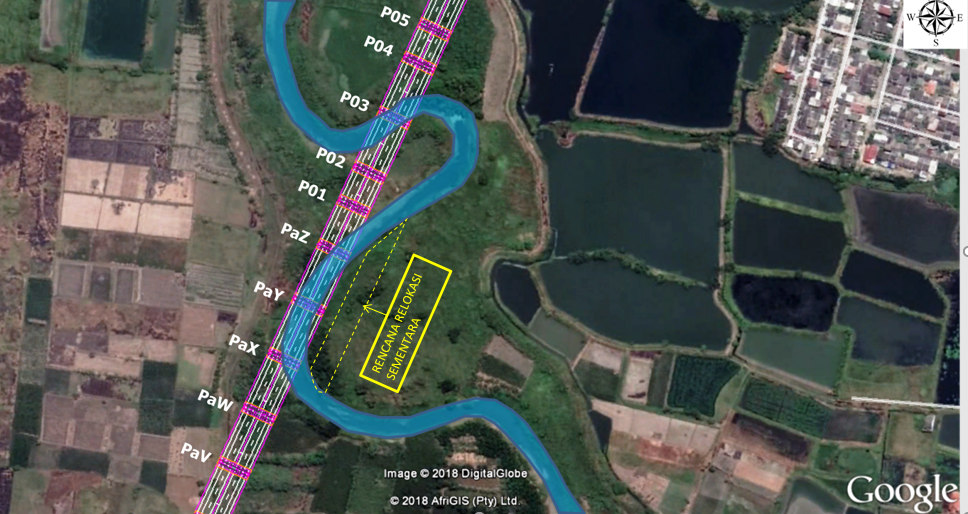 P05
P04
P03
P02
P01
PaZ
PaY
PaX
PaW
PaV
RENCANA RELOKASI
SEMENTARA
N
W
E
S
Image © 2018 DigitalGlobe
© 2018 AfriGIS (Pty) Ltd.
Google